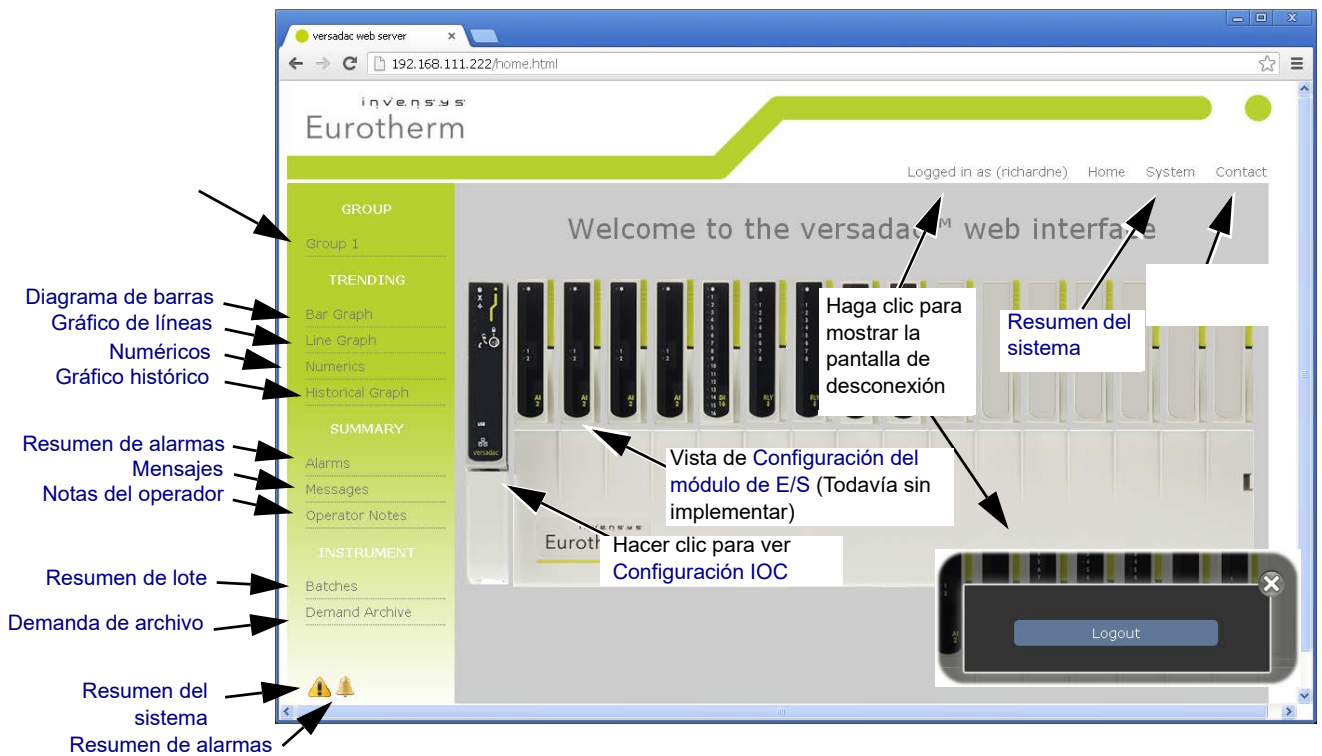 versadac web server
192.168.111.222/home.html
invensys
Eurotherm
Logged in as (richardne) Home System Contact
GROUP
Group 1
TRENDING
Bar Graph
Line Graph
Numerics
Historical Graph
SUMMARY
Alarms
Messages
Operator Notes
INSTRUMENT
Batches
Demand Archive
Diagrama de barras
Gráfico de líneas
Numéricos
Gráfico histórico
Resumen de alarmas
Mensajes
Notas del operador
Resumen de lote
Demanda de archivo
Resumen del
sistema
Resumen de alarmas
Welcome to the versadac™ web interface
Haga clic para
mostrar la
pantalla de
desconexión
Resumen del
sistema
versadac
Vista de Configuración del
módulo de E/S (Todavía sin
implementar)
invensys
Hacer clic para ver
Configuración IOC
Logout